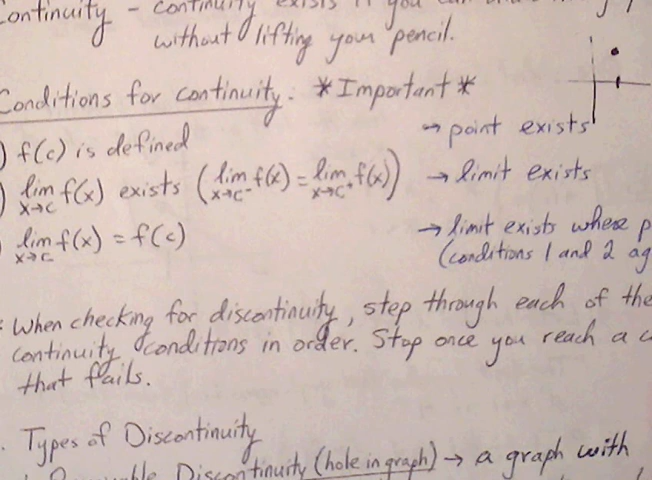 Continuity - continuity exists if you can
without lifting your pencil.
Conditions for continuity: *Important*
) f(c) is defined → point exists
) lim x→c f(x) exists (lim x→c⁻ f(x) = lim x→c⁺ f(x)) → limit exists
) lim x→c f(x) = f(c) → limit exists where p
(conditions 1 and 2 ag
When checking for discontinuity, step through each of the
continuity conditions in order. Stop once you reach a c
that fails.
. Types of Discontinuity
Discontinuity (hole in graph) → a graph with